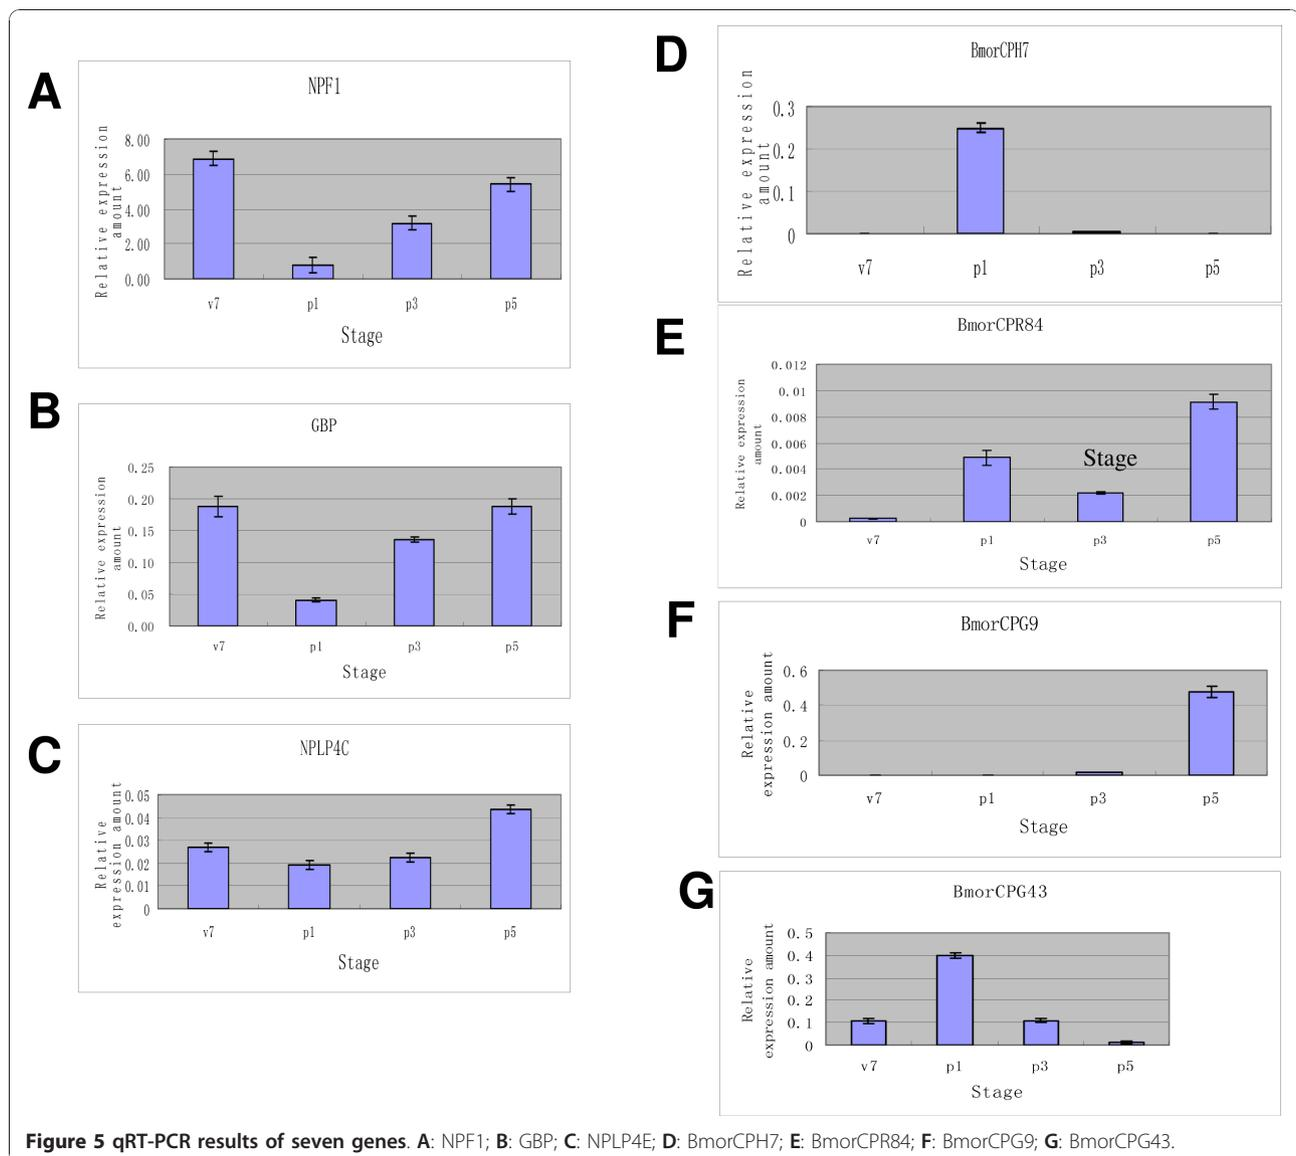 A
NPF1
Relative expression
amount
8.00
6.00
4.00
2.00
0.00
v7 p1 p3 p5
Stage
B
GBP
Relative expression
amount
0.25
0.20
0.15
0.10
0.05
0.00
v7 p1 p3 p5
Stage
C
NPLP4C
Relative
expression amount
0.05
0.04
0.03
0.02
0.01
0
v7 p1 p3 p5
Stage
D
BmorCPH7
Relative expression
amount
0.3
0.2
0.1
0
v7 p1 p3 p5
E
BmorCPR84
Relative expression
amount
0.012
0.01
0.008
0.006
0.004
0.002
0
Stage
v7 p1 p3 p5
Stage
F
BmorCPG9
Relative
expression amount
0.6
0.4
0.2
0
v7 p1 p3 p5
Stage
G
BmorCPG43
Relative
expression amount
0.5
0.4
0.3
0.2
0.1
0
v7 p1 p3 p5
Stage
Figure 5 qRT-PCR results of seven genes. A: NPF1; B: GBP; C: NPLP4E; D: BmorCPH7; E: BmorCPR84; F: BmorCPG9; G: BmorCPG43.